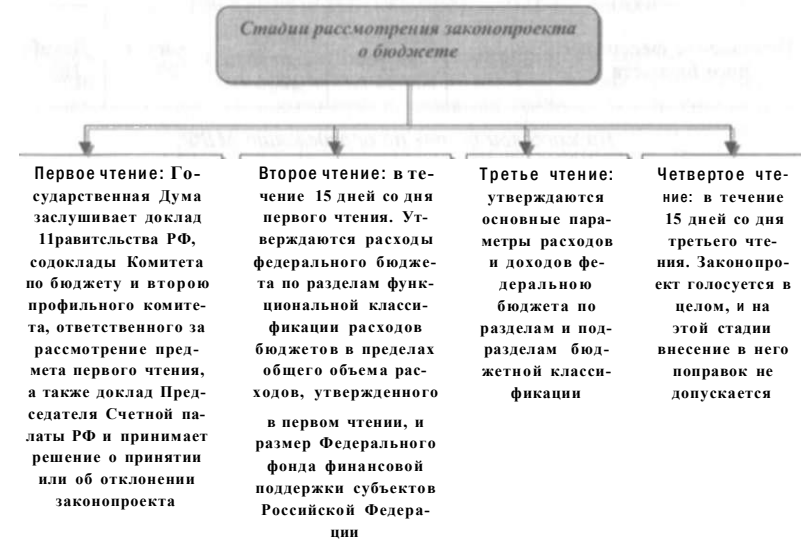 Стадии рассмотрения законопроекта
о бюджете
Первое чтение: Го-
сударственная Дума
заслушивает доклад
11равитсльства РФ,
содоклады Комитета
по бюджету и второю
профильного комите-
та, ответственного за
рассмотрение пред-
мета первого чтения,
а также доклад Пред-
седателя Счетной па-
латы РФ и принимает
решение о принятии
или об отклонении
законопроекта
Второе чтение: в те-
чение 15 дней со дня
первого чтения. Ут-
верждаются расходы
федерального бюдже-
та по разделам функ-
циональной класси-
фикации расходов
бюджетов в пределах
общего объема рас-
ходов, утвержденного
в первом чтении, и
размер Федерального
фонда финансовой
поддержки субъектов
Российской Федера-
ции
Третье чтение:
утверждаются
основные пара-
метры расходов
и доходов фе-
деральною
бюджета по
разделам и под-
разделам бюд-
жетной класси-
фикации
Четвертое чте-
ние: в течение
15 дней со дня
третьего чте-
ния. Законопро-
ект голосуется в
целом, и на
этой стадии
внесение в него
поправок не
допускается